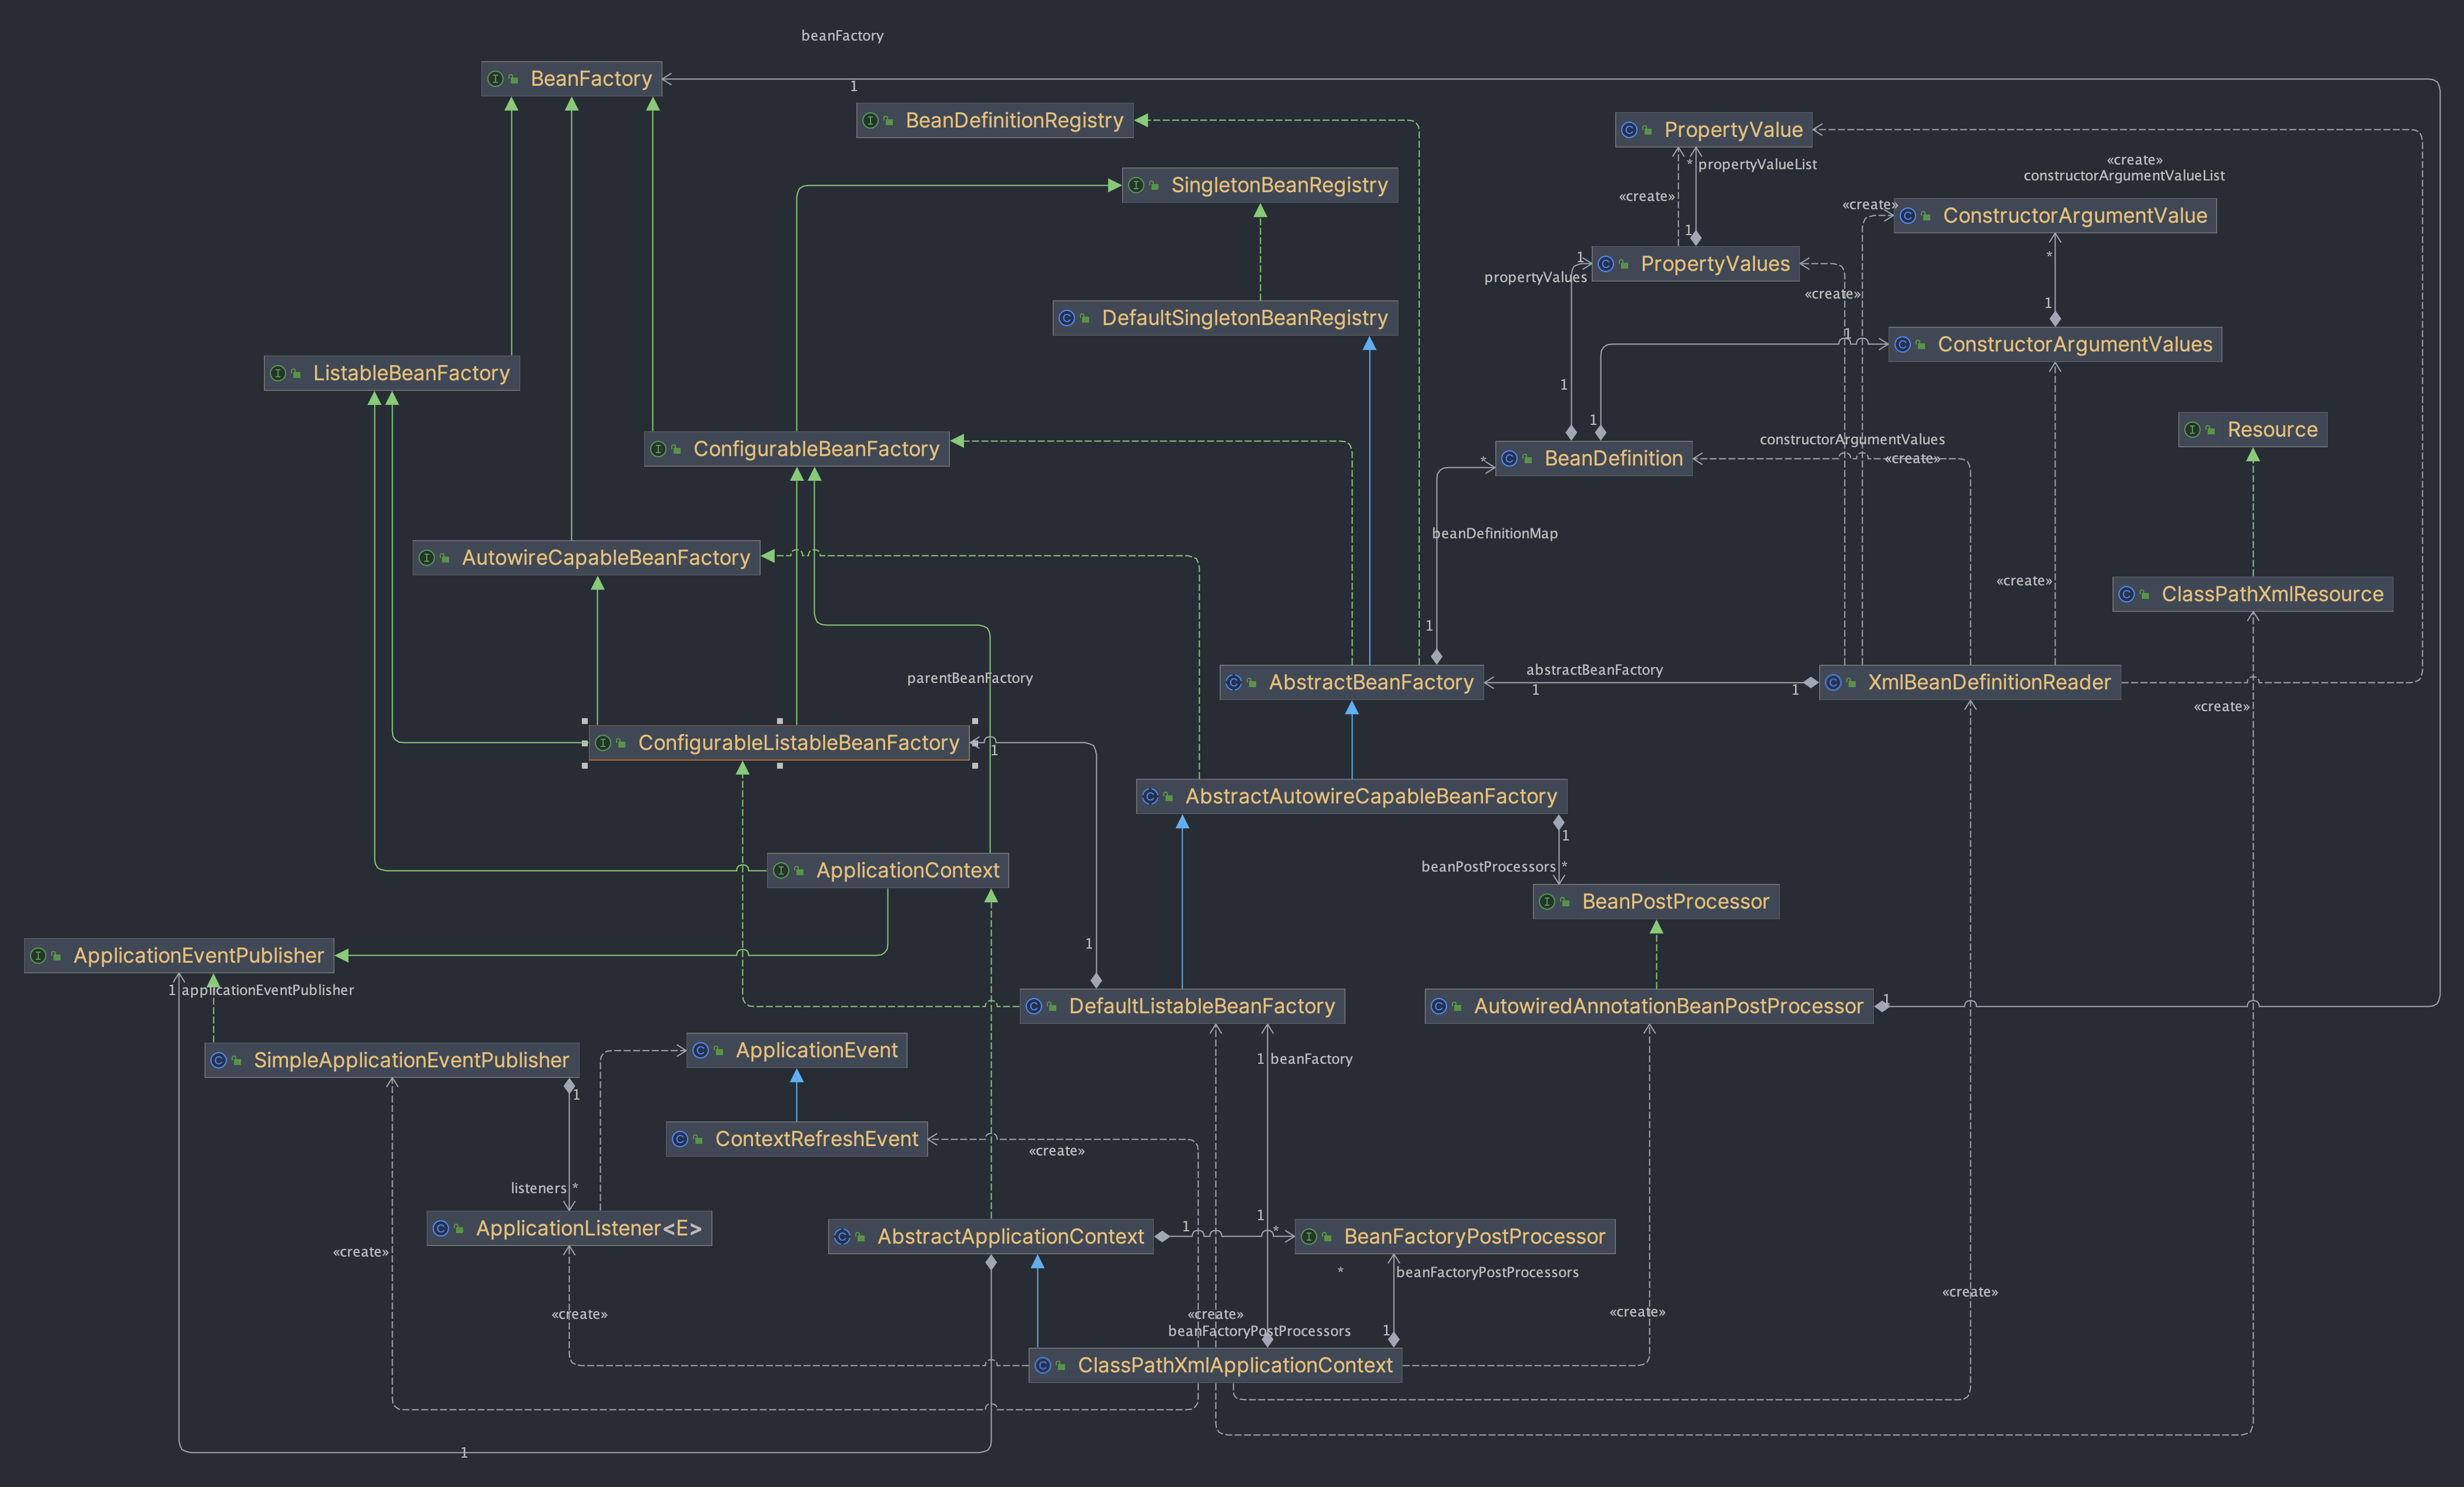 beanFactory
BeanFactory
1
BeanDefinitionRegistry
PropertyValue
* propertyValueList
«create»
constructorArgumentValueList
SingletonBeanRegistry
«create»
«create»
ConstructorArgumentValue
1
*
1
PropertyValues
propertyValues
«create»
1
DefaultSingletonBeanRegistry
1
ConstructorArgumentValues
ListableBeanFactory
1
1
Resource
constructorArgumentValues
ConfigurableBeanFactory
*
BeanDefinition
«create»
beanDefinitionMap
AutowireCapableBeanFactory
«create»
ClassPathXmlResource
1
abstractBeanFactory
parentBeanFactory
AbstractBeanFactory
1
1
XmlBeanDefinitionReader
«create»
ConfigurableListableBeanFactory
1
AbstractAutowireCapableBeanFactory
1
beanPostProcessors *
ApplicationContext
BeanPostProcessor
1
ApplicationEventPublisher
1 applicationEventPublisher
DefaultListableBeanFactory
AutowiredAnnotationBeanPostProcessor
1
ApplicationEvent
SimpleApplicationEventPublisher
1 beanFactory
1
ContextRefreshEvent
«create»
listeners *
1
ApplicationListener<E>
AbstractApplicationContext
1
*
BeanFactoryPostProcessor
«create»
*
beanFactoryPostProcessors
«create»
«create»
«create»
«create»
beanFactoryPostProcessors
1
ClassPathXmlApplicationContext
1